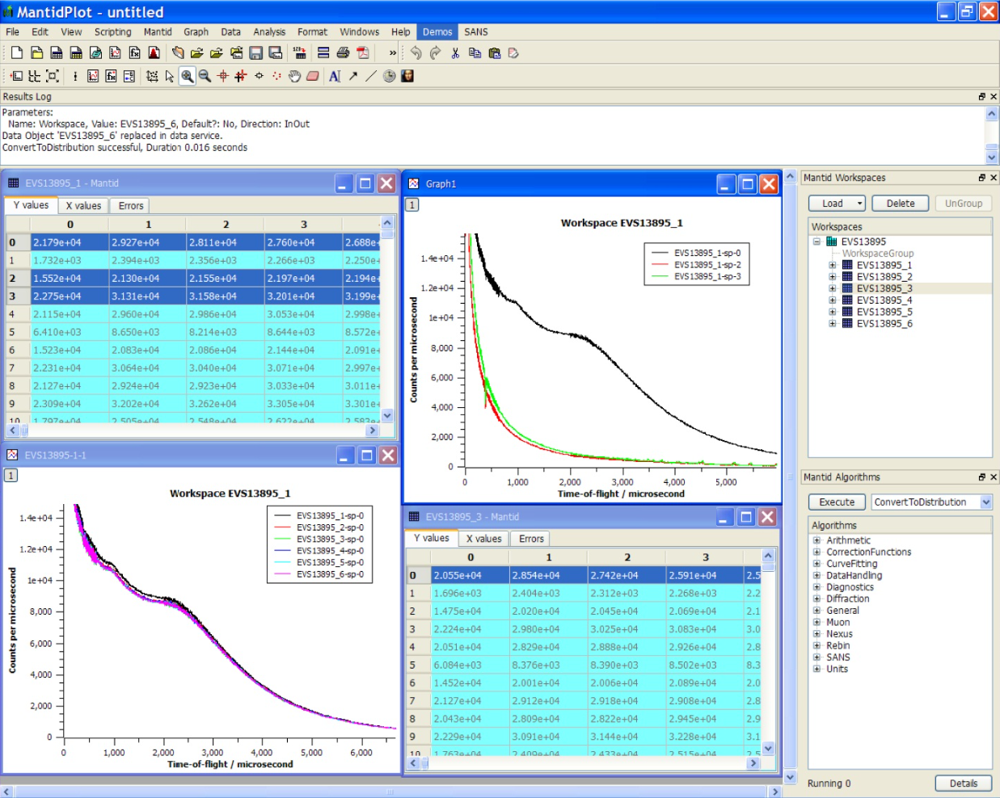 MantidPlot - untitled
File Edit View Scripting Mantid Graph Data Analysis Format Windows Help Demos SANS
Results Log
Parameters:
Name: Workspace, Value: EVS13895_6, Default?: No, Direction: InOut
Data Object 'EVS13895_6' replaced in data service.
ConvertToDistribution successful, Duration 0.016 seconds
EVS13895_1 - Mantid
Y values X values Errors
0 1 2 3
0 2.179e+04 2.927e+04 2.811e+04 2.760e+04 2.688e+
1 1.732e+03 2.394e+03 2.356e+03 2.266e+03 2.250e+
2 1.552e+04 2.130e+04 2.155e+04 2.197e+04 2.194e+
3 2.275e+04 3.131e+04 3.158e+04 3.201e+04 3.199e+
4 2.115e+04 2.960e+04 2.986e+04 3.053e+04 2.998e+
5 6.410e+03 8.650e+03 8.214e+03 8.644e+03 8.572e+
6 1.523e+04 2.083e+04 2.086e+04 2.144e+04 2.091e+
7 2.231e+04 3.064e+04 3.040e+04 3.071e+04 2.997e+
8 2.127e+04 2.924e+04 2.923e+04 3.033e+04 3.011e+
9 2.309e+04 3.202e+04 3.262e+04 3.305e+04 3.301e+
10 1.797e+04 2.505e+04 2.548e+04 2.622e+04 2.583e+
Graph1
1
Workspace EVS13895_1
EVS13895_1-sp-0
EVS13895_1-sp-2
EVS13895_1-sp-3
Counts per microsecond
1.4e+04
1.2e+04
1e+04
8,000
6,000
4,000
2,000
0
0 1,000 2,000 3,000 4,000 5,000
Time-of-flight / microsecond
EVS13895-1-1
1
Workspace EVS13895_1
EVS13895_1-sp-0
EVS13895_2-sp-0
EVS13895_3-sp-0
EVS13895_4-sp-0
EVS13895_5-sp-0
EVS13895_6-sp-0
Counts per microsecond
1.4e+04
1.2e+04
1e+04
8,000
6,000
4,000
2,000
0
0 1,000 2,000 3,000 4,000 5,000 6,000
Time-of-flight / microsecond
EVS13895_3 - Mantid
Y values X values Errors
0 1 2 3
0 2.055e+04 2.854e+04 2.742e+04 2.591e+04 2.5
1 1.696e+03 2.404e+03 2.312e+03 2.268e+03 2.2
2 1.475e+04 2.020e+04 2.045e+04 2.069e+04 2.1
3 2.224e+04 2.980e+04 3.025e+04 3.083e+04 3.0
4 2.051e+04 2.829e+04 2.888e+04 2.926e+04 2.8
5 6.084e+03 8.376e+03 8.390e+03 8.502e+03 8.3
6 1.452e+04 2.001e+04 2.006e+04 2.089e+04 2.0
7 2.127e+04 2.912e+04 2.918e+04 2.908e+04 2.8
8 2.043e+04 2.809e+04 2.822e+04 2.945e+04 2.9
9 2.229e+04 3.091e+04 3.144e+04 3.228e+04 3.1
10 1.763e+04 2.409e+04 2.433e+04 2.515e+04 2.5
Mantid Workspaces
Load Delete UnGroup
Workspaces
EVS13895
WorkspaceGroup
EVS13895_1
EVS13895_2
EVS13895_3
EVS13895_4
EVS13895_5
EVS13895_6
Mantid Algorithms
Execute ConvertToDistribution
Algorithms
Arithmetic
CorrectionFunctions
CurveFitting
DataHandling
Diagnostics
Diffraction
General
Muon
Nexus
Rebin
SANS
Units
Running 0 Details